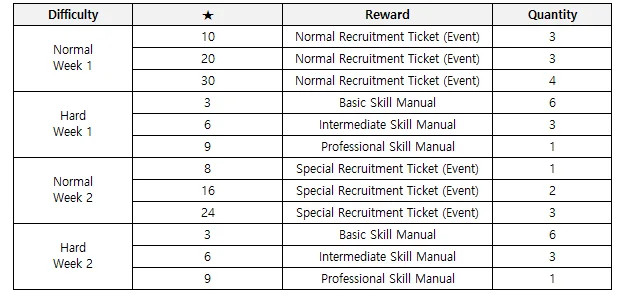 Difficulty ★ Reward Quantity
Normal Week 1 10 Normal Recruitment Ticket (Event) 3
20 Normal Recruitment Ticket (Event) 3
30 Normal Recruitment Ticket (Event) 4
Hard Week 1 3 Basic Skill Manual 6
6 Intermediate Skill Manual 3
9 Professional Skill Manual 1
Normal Week 2 8 Special Recruitment Ticket (Event) 1
16 Special Recruitment Ticket (Event) 2
24 Special Recruitment Ticket (Event) 3
Hard Week 2 3 Basic Skill Manual 6
6 Intermediate Skill Manual 3
9 Professional Skill Manual 1